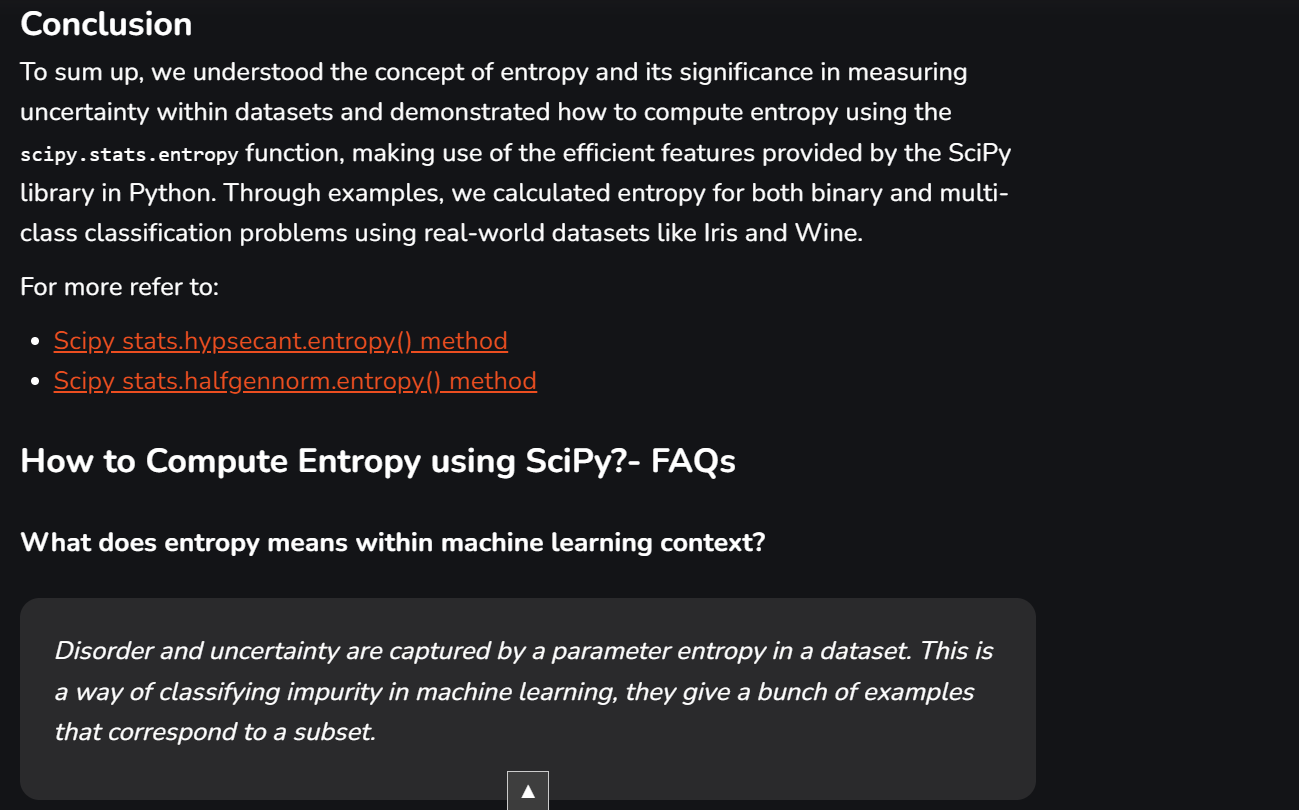 Conclusion
To sum up, we understood the concept of entropy and its significance in measuring
uncertainty within datasets and demonstrated how to compute entropy using the
scipy.stats.entropy function, making use of the efficient features provided by the SciPy
library in Python. Through examples, we calculated entropy for both binary and multi-
class classification problems using real-world datasets like Iris and Wine.
For more refer to:
• Scipy stats.hypsecant.entropy() method
• Scipy stats.halfgennorm.entropy() method
How to Compute Entropy using SciPy?- FAQs
What does entropy means within machine learning context?
Disorder and uncertainty are captured by a parameter entropy in a dataset. This is
a way of classifying impurity in machine learning, they give a bunch of examples
that correspond to a subset.